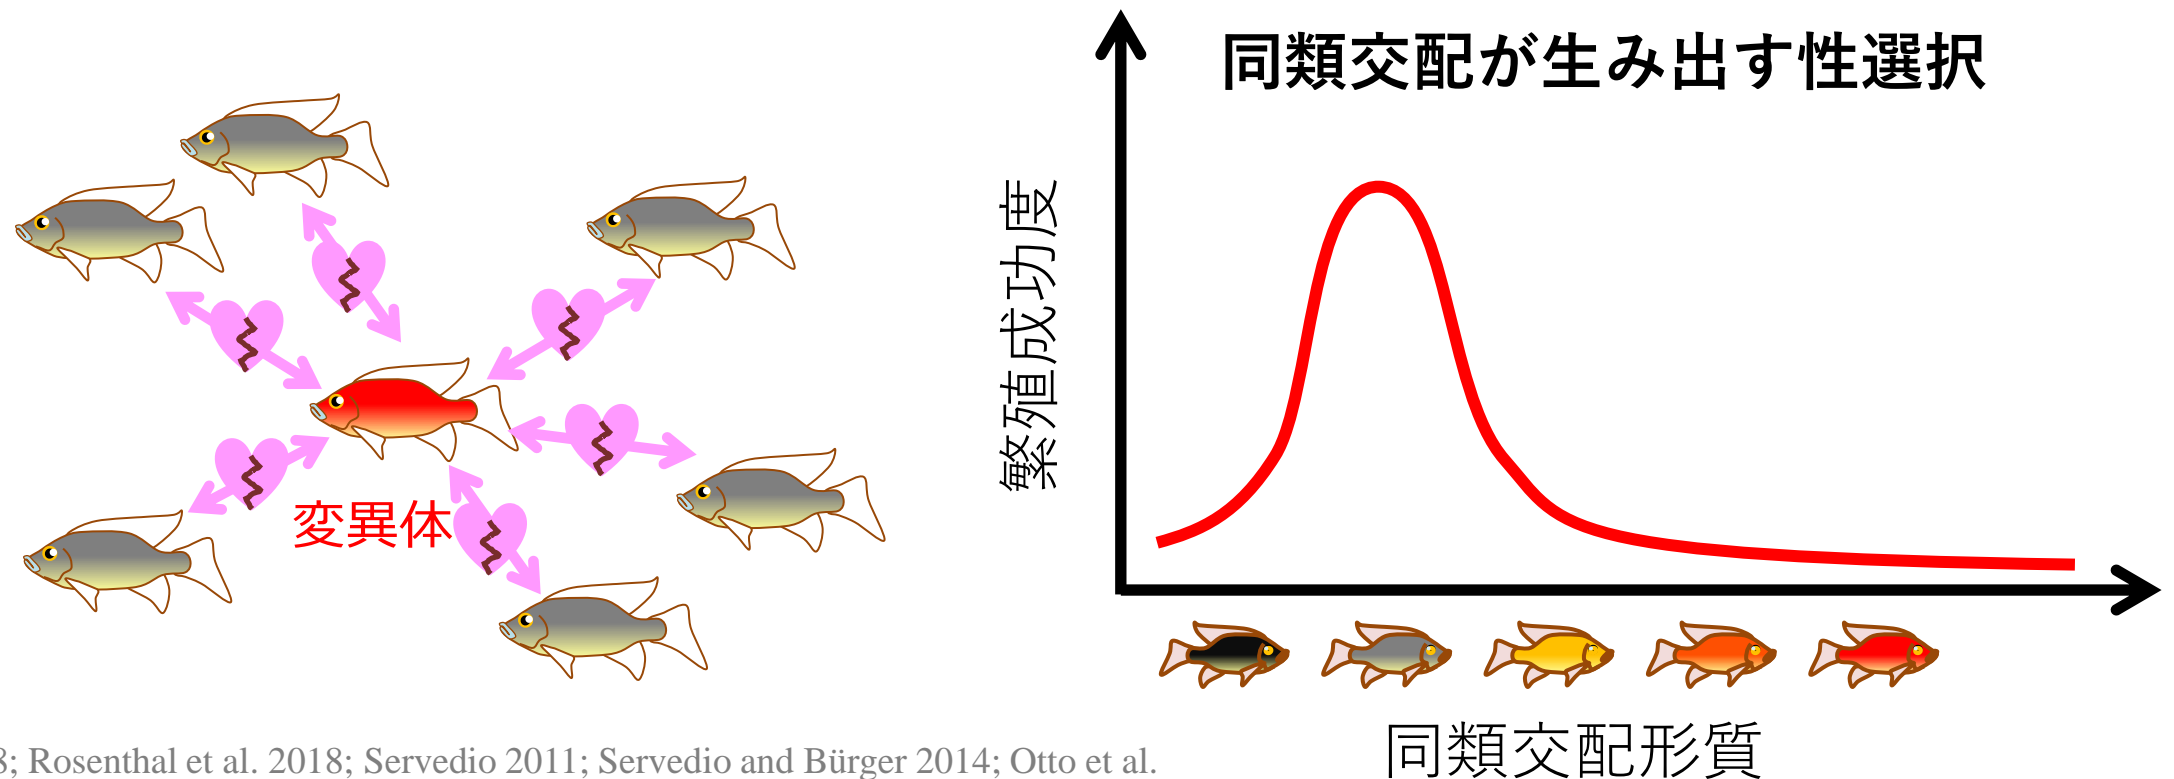 同類交配が生み出す性選択
繁殖成功度
変異体
同類交配形質
8; Rosenthal et al. 2018; Servedio 2011; Servedio and Bürger 2014; Otto et al.